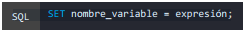 SQL SET nombre_variable = expresión;